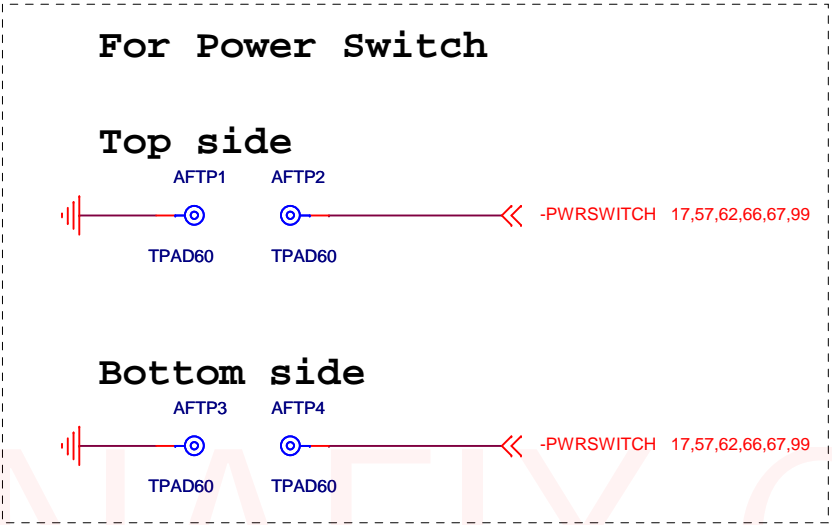 For Power Switch
Top side
AFTP1 AFTP2
-PWRSWITCH 17,57,62,66,67,99
TPAD60 TPAD60
Bottom side
AFTP3 AFTP4
-PWRSWITCH 17,57,62,66,67,99
TPAD60 TPAD60